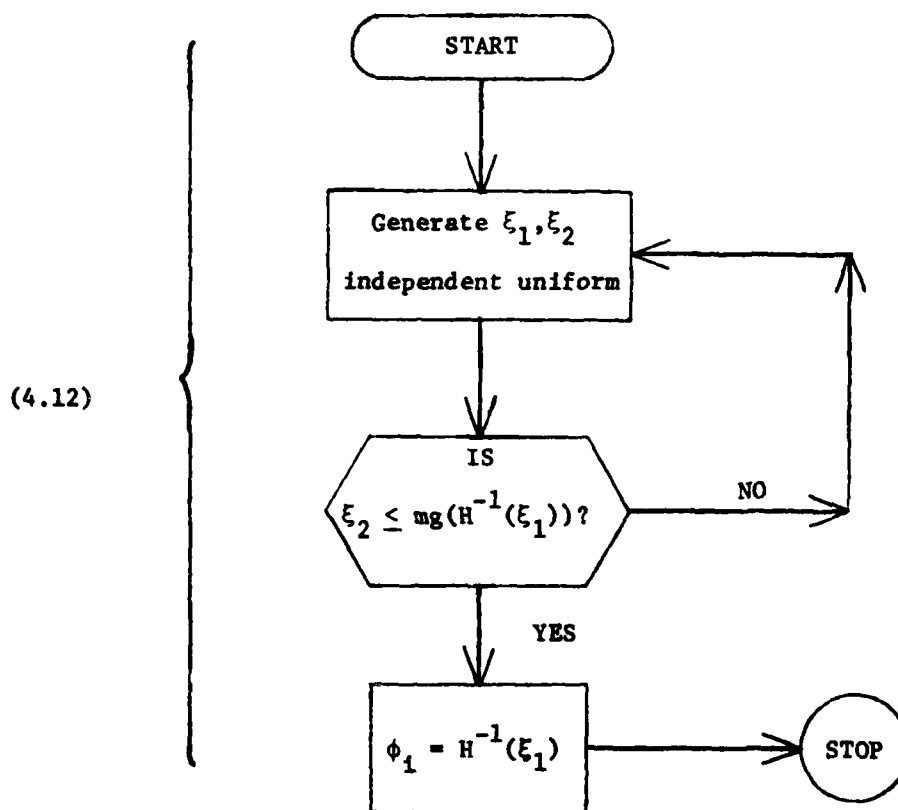 START
Generate ξ₁,ξ₂
independent uniform
(4.12)
IS
ξ₂ ≤ mg(H⁻¹(ξ₁))?
NO
YES
ϕᵢ = H⁻¹(ξ₁)
STOP